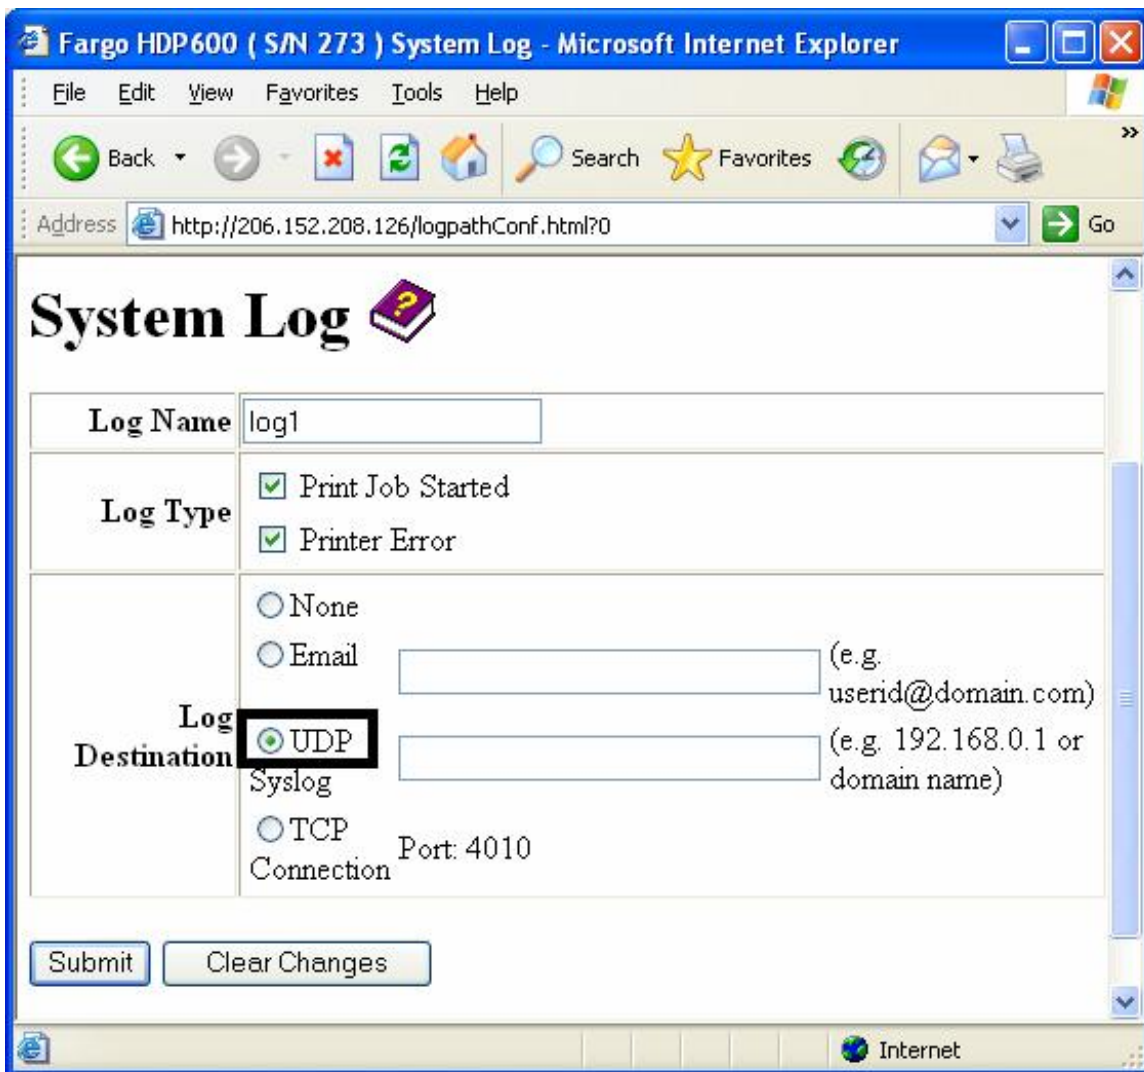 Fargo HDP600 ( S/N 273 ) System Log - Microsoft Internet Explorer
File Edit View Favorites Tools Help
Back Search Favorites
Address http://206.152.208.126/logpathConf.html?0 Go
System Log ?
Log Name log1
Log Type
Print Job Started
Printer Error
Log Destination
None
Email (e.g. userid@domain.com)
UDP Syslog (e.g. 192.168.0.1 or domain name)
TCP Connection Port: 4010
Submit Clear Changes
Internet